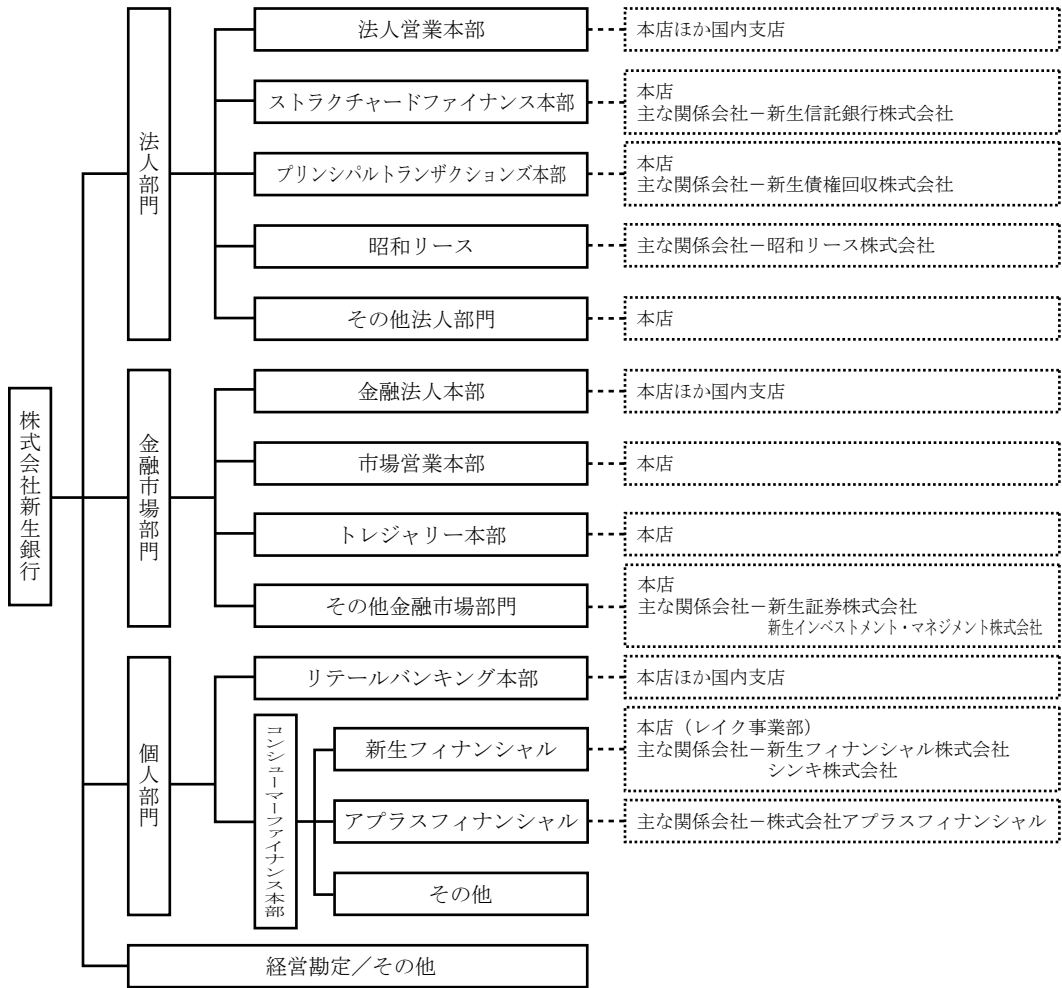 株式会社新生銀行
法人部門
法人営業本部
本店ほか国内支店
ストラクチャードファイナンス本部
本店
主な関係会社－新生信託銀行株式会社
プリンシパルトランザクションズ本部
本店
主な関係会社－新生債権回収株式会社
昭和リース
主な関係会社－昭和リース株式会社
その他法人部門
本店
金融市場部門
金融法人本部
本店ほか国内支店
市場営業本部
本店
トレジャリー本部
本店
その他金融市場部門
本店
主な関係会社－新生証券株式会社
新生インベストメント・マネジメント株式会社
個人部門
リテールバンキング本部
本店ほか国内支店
コンシューマーファイナンス本部
新生フィナンシャル
本店（レイク事業部）
主な関係会社－新生フィナンシャル株式会社
シンキ株式会社
アプラスフィナンシャル
主な関係会社－株式会社アプラスフィナンシャル
その他
経営勘定／その他